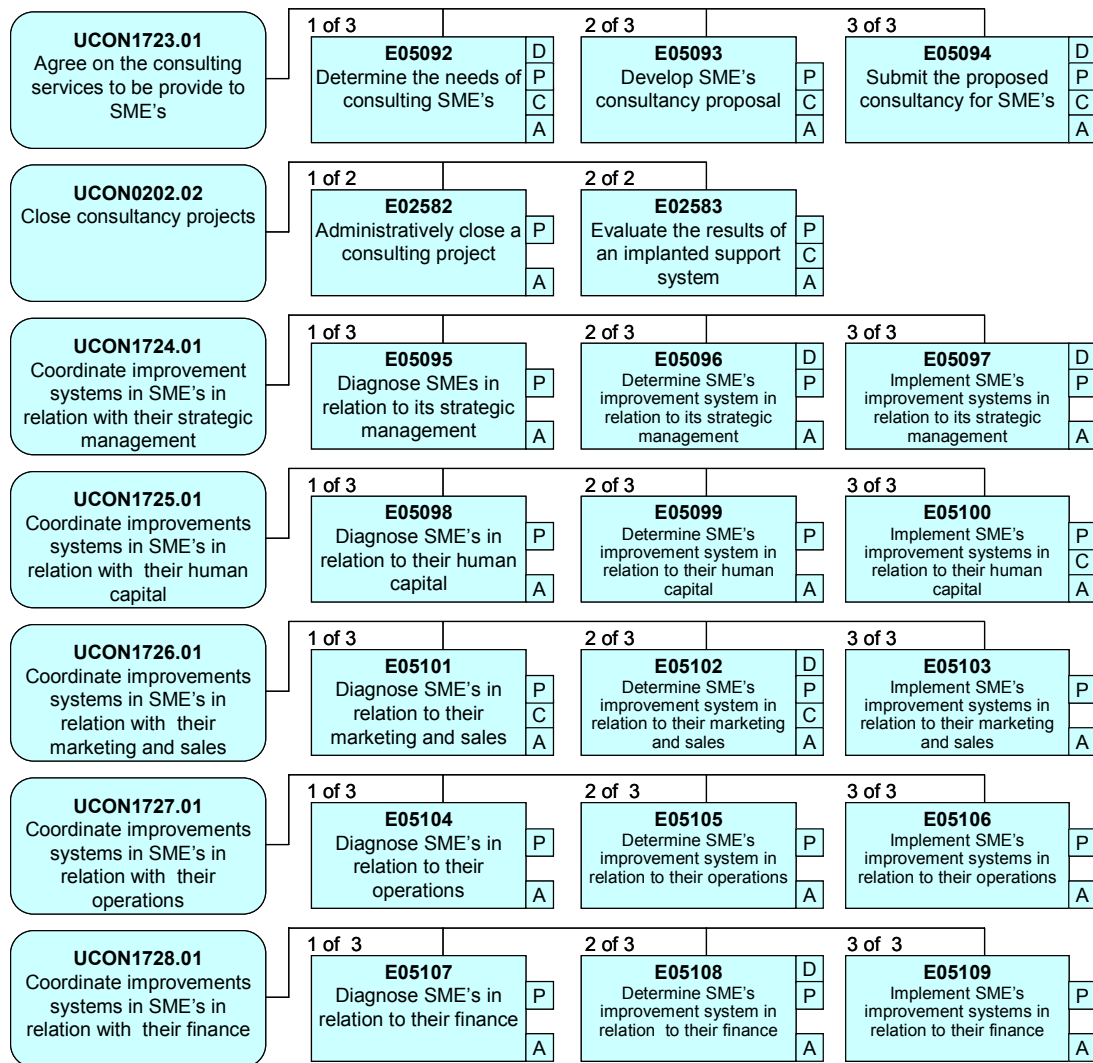 UCON1723.01
Agree on the consulting
services to be provide to
SME's
1 of 3
E05092
Determine the needs of
consulting SME's
D
P
C
A
2 of 3
E05093
Develop SME's
consultancy proposal
P
C
A
3 of 3
E05094
Submit the proposed
consultancy for SME's
D
P
C
A
UCON0202.02
Close consultancy projects
1 of 2
E02582
Administratively close a
consulting project
P
A
2 of 2
E02583
Evaluate the results of
an implanted support
system
P
C
A
UCON1724.01
Coordinate improvement
systems in SME's in
relation with their strategic
management
1 of 3
E05095
Diagnose SMEs in
relation to its strategic
management
P
A
2 of 3
E05096
Determine SME's
improvement system in
relation to its strategic
management
D
P
A
3 of 3
E05097
Implement SME's
improvement systems in
relation to its strategic
management
D
P
A
UCON1725.01
Coordinate improvements
systems in SME's in
relation with their human
capital
1 of 3
E05098
Diagnose SME's in
relation to their human
capital
P
A
2 of 3
E05099
Determine SME's
improvement system in
relation to their human
capital
P
A
3 of 3
E05100
Implement SME's
improvement systems in
relation to their human
capital
P
C
A
UCON1726.01
Coordinate improvements
systems in SME's in
relation with their
marketing and sales
1 of 3
E05101
Diagnose SME's in
relation to their
marketing and sales
P
C
A
2 of 3
E05102
Determine SME's
improvement system in
relation to their marketing
and sales
D
P
C
A
3 of 3
E05103
Implement SME's
improvement systems in
relation to their marketing
and sales
P
A
UCON1727.01
Coordinate improvements
systems in SME's in
relation with their
operations
1 of 3
E05104
Diagnose SME's in
relation to their
operations
P
A
2 of 3
E05105
Determine SME's
improvement system in
relation to their operations
P
A
3 of 3
E05106
Implement SME's
improvement systems in
relation to their operations
P
A
UCON1728.01
Coordinate improvements
systems in SME's in
relation with their finance
1 of 3
E05107
Diagnose SME's in
relation to their finance
P
A
2 of 3
E05108
Determine SME's
improvement system in
relation to their finance
D
P
A
3 of 3
E05109
Implement SME's
improvement systems in
relation to their finance
P
A